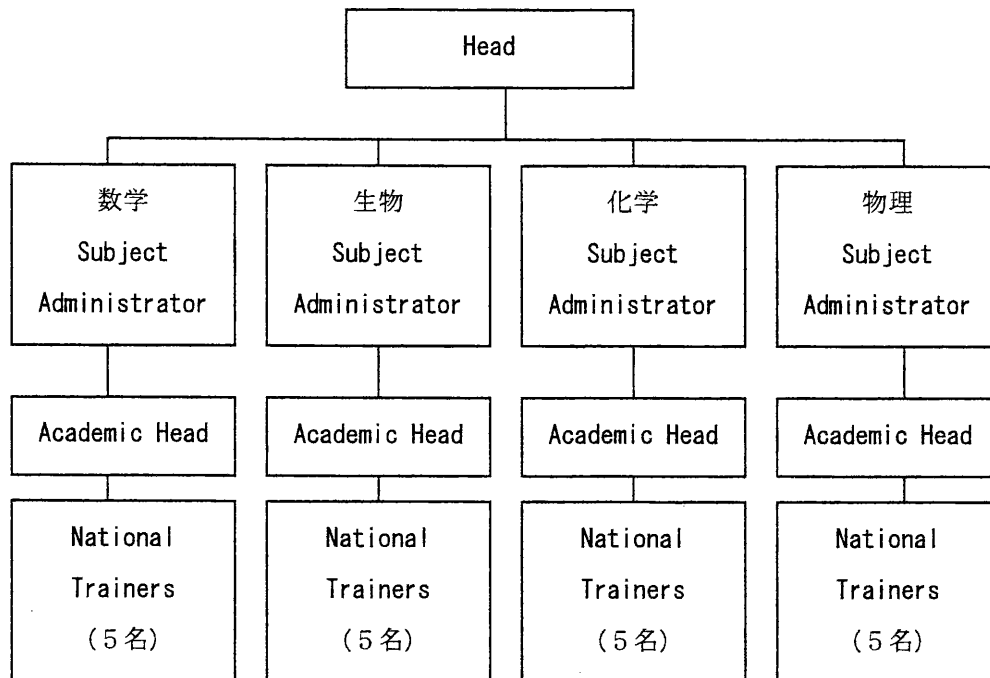 Head
数学
Subject
Administrator
生物
Subject
Administrator
化学
Subject
Administrator
物理
Subject
Administrator
Academic Head
Academic Head
Academic Head
Academic Head
National
Trainers
(5名)
National
Trainers
(5名)
National
Trainers
(5名)
National
Trainers
(5名)